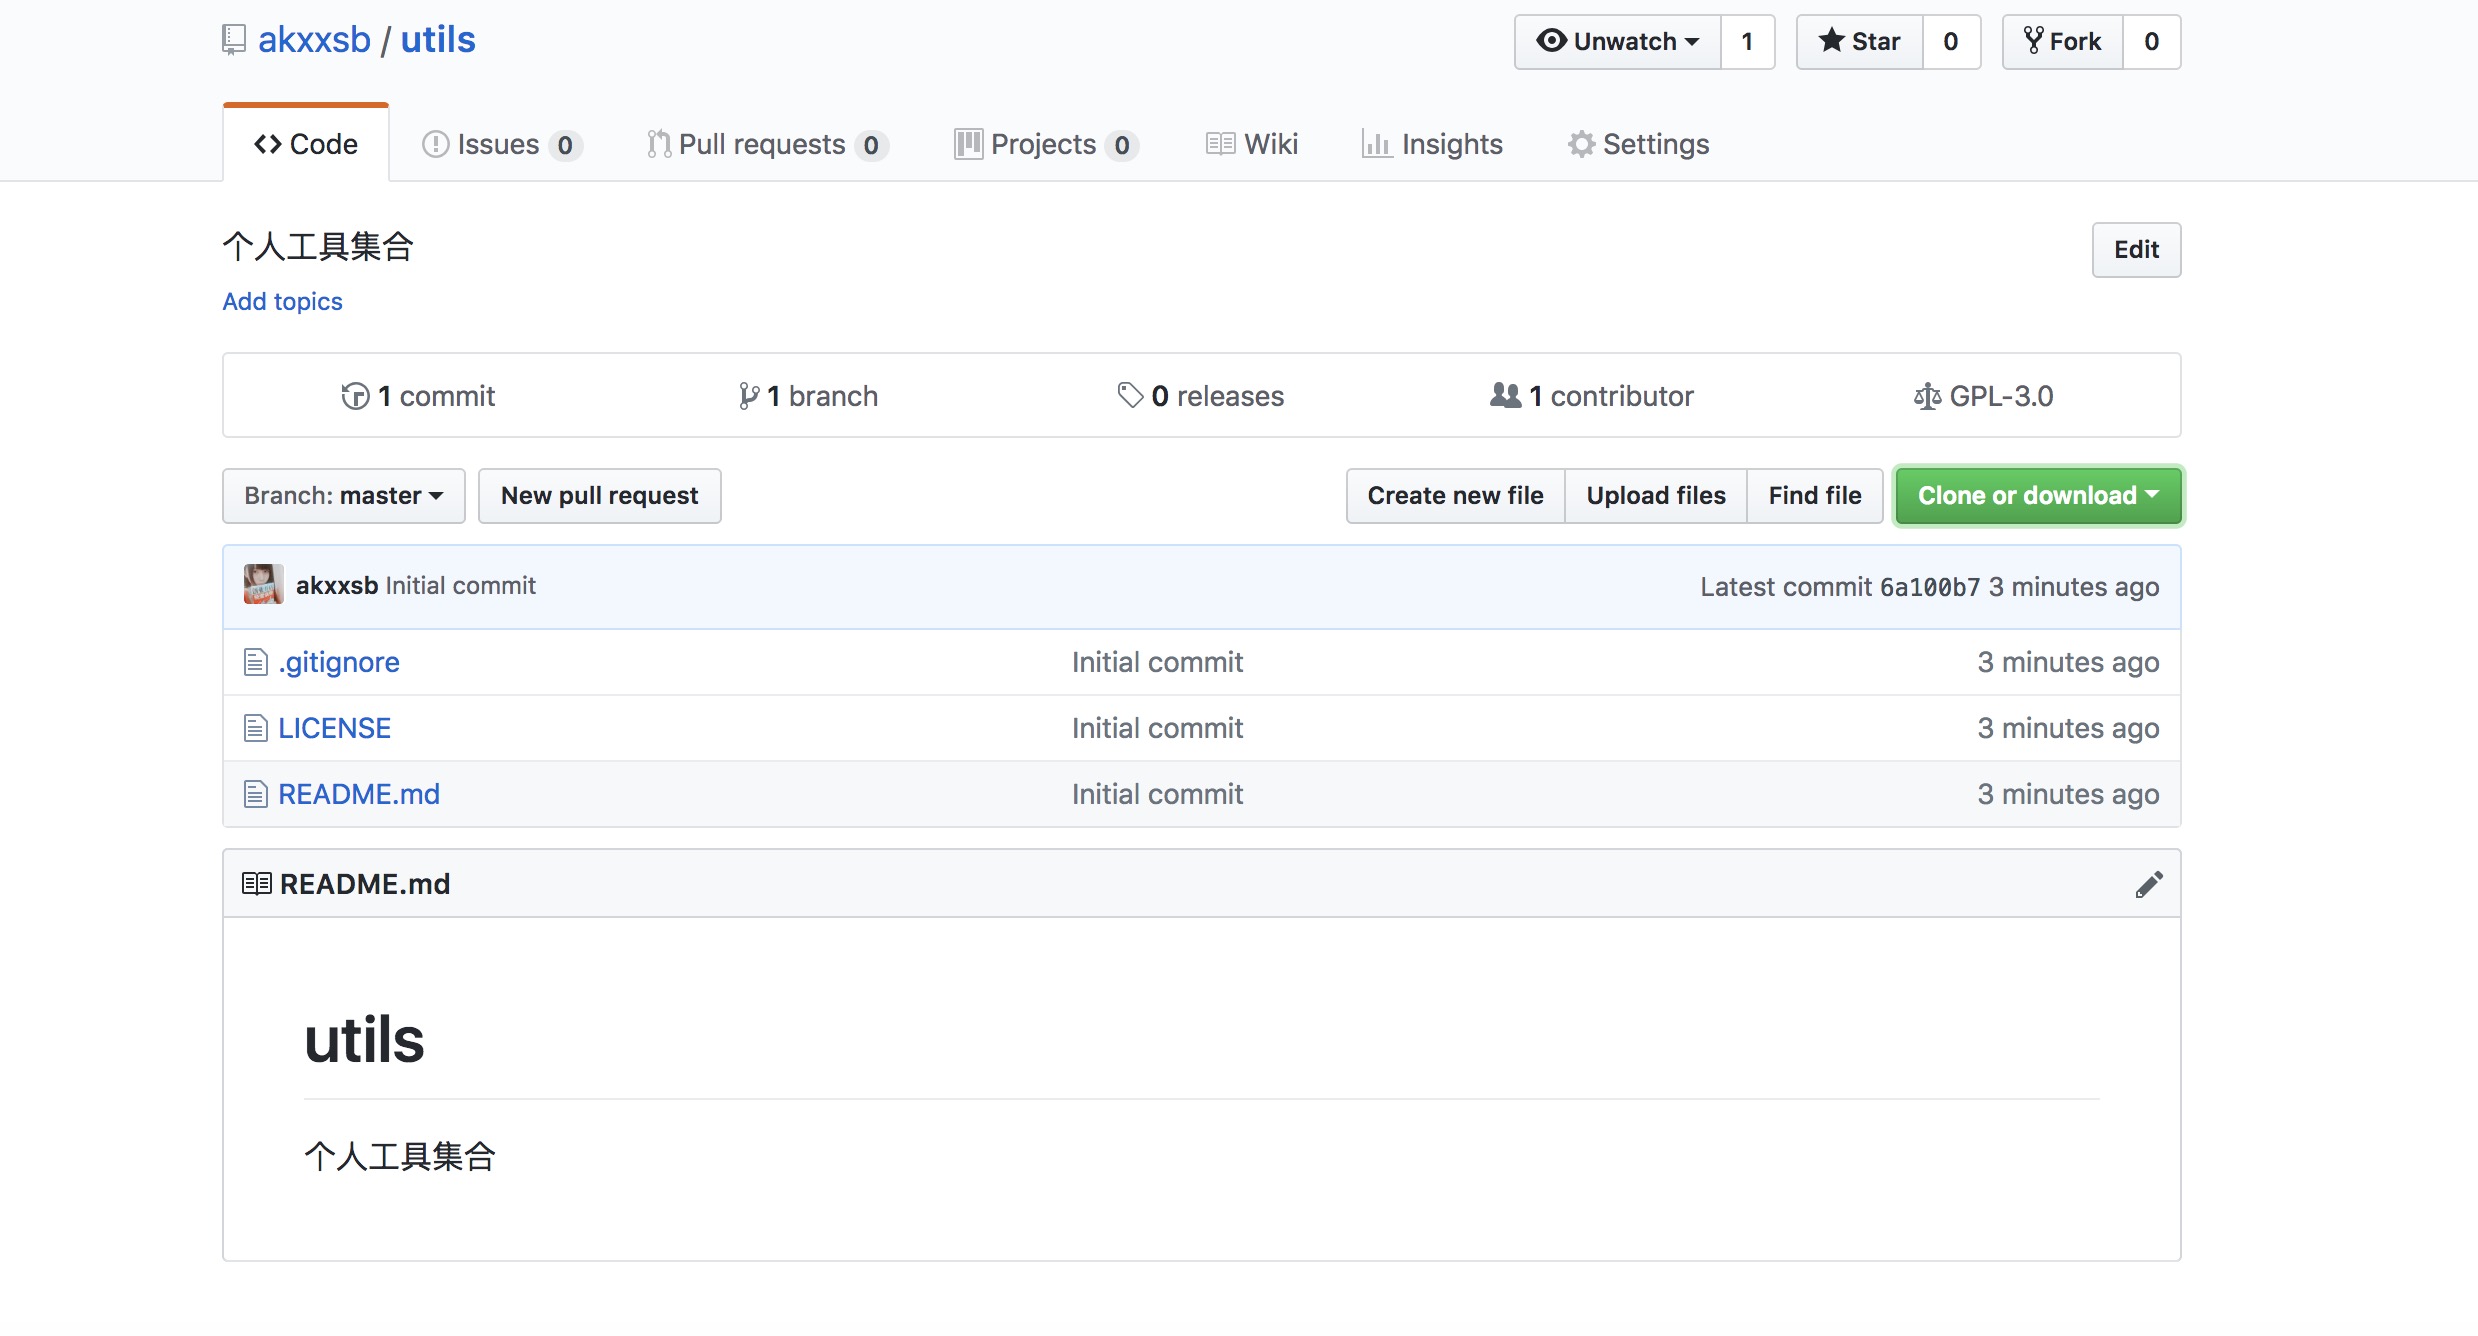 akxxsb / utils
Unwatch 1 Star 0 Fork 0
Code Issues 0 Pull requests 0 Projects 0 Wiki Insights Settings
个人工具集合
Edit
Add topics
1 commit 1 branch 0 releases 1 contributor GPL-3.0
Branch: master New pull request Create new file Upload files Find file Clone or download
akxxsb Initial commit Latest commit 6a100b7 3 minutes ago
.gitignore Initial commit 3 minutes ago
LICENSE Initial commit 3 minutes ago
README.md Initial commit 3 minutes ago
README.md
utils
个人工具集合